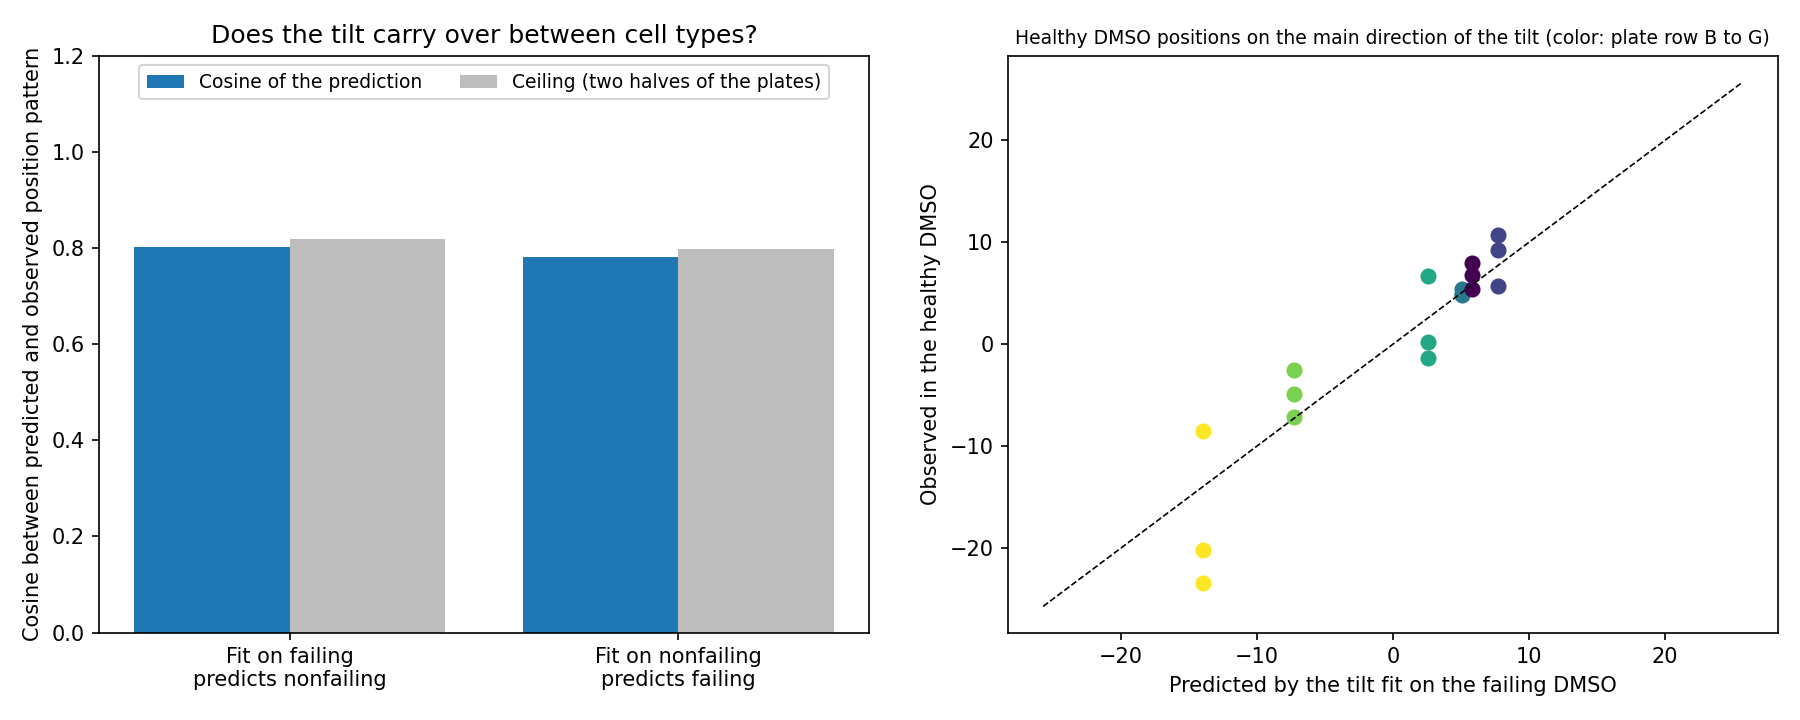 Does the tilt carry over between cell types?
Cosine between predicted and observed position pattern
1.2
1.0
0.8
0.6
0.4
0.2
0.0
Cosine of the prediction
Ceiling (two halves of the plates)
Fit on failing
predicts nonfailing
Fit on nonfailing
predicts failing
Healthy DMSO positions on the main direction of the tilt (color: plate row B to G)
Observed in the healthy DMSO
20
10
0
−10
−20
−20
−10
0
10
20
Predicted by the tilt fit on the failing DMSO